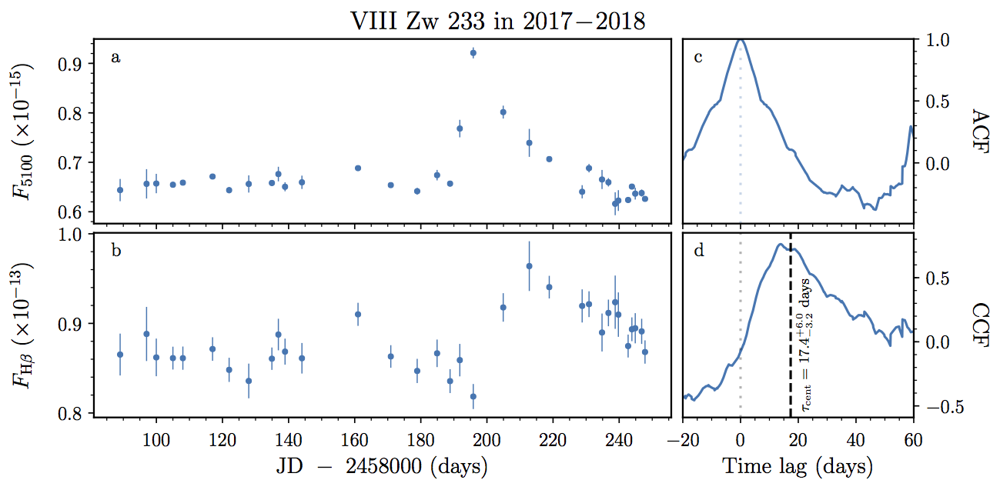 VIII Zw 233 in 2017−2018
a
F5100 (×10−15)
0.9
0.8
0.7
0.6
c
1.0
0.5
0.0
ACF
b
FHβ (×10−13)
1.0
0.9
0.8
d
τcent = 17.4+6.0−3.2 days
0.5
0.0
−0.5
CCF
100 120 140 160 180 200 220 240
−20 0 20 40 60
JD − 2458000 (days)
Time lag (days)